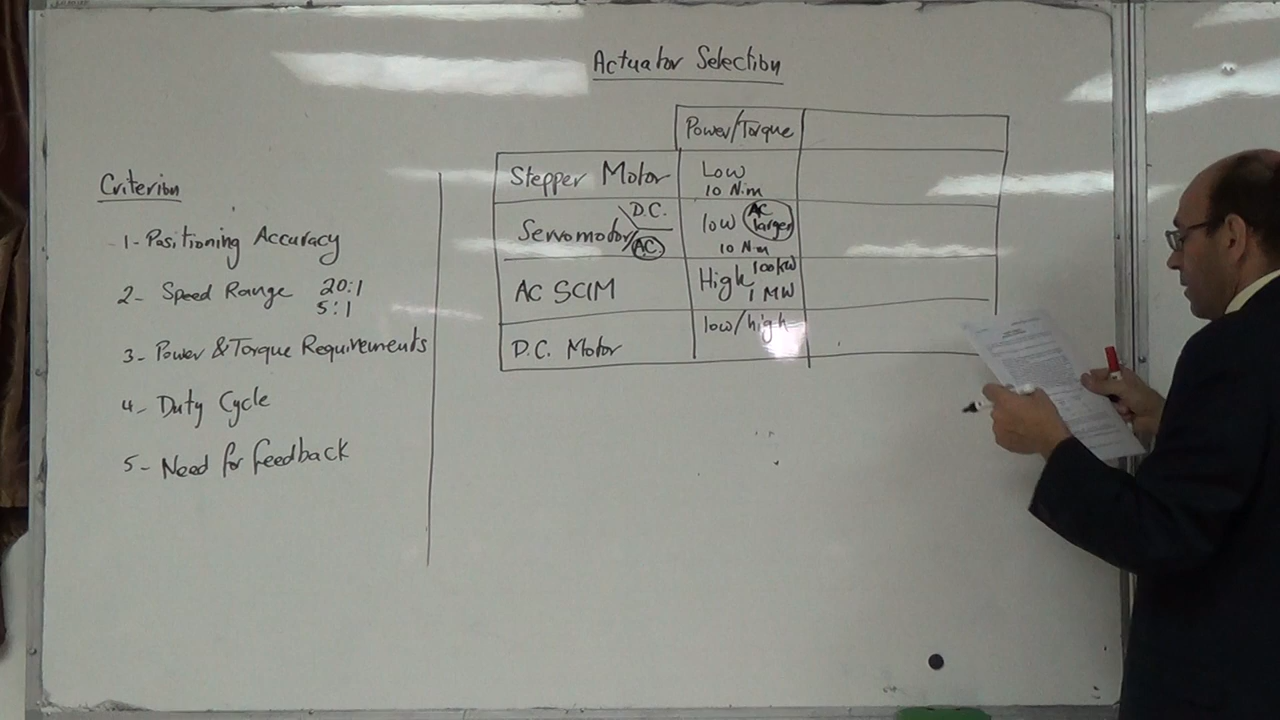 Actuator Selection
Criterion
1- Positioning Accuracy
2- Speed Range 20:1
5:1
3- Power & Torque Requirements
4- Duty Cycle
5- Need for feedback
Power/Torque
Stepper Motor Low
10 N.m
Servomotor D.C. AC low AC larger
10 Nm
AC SCIM High 100kW
1 MW
D.C. Motor low/high